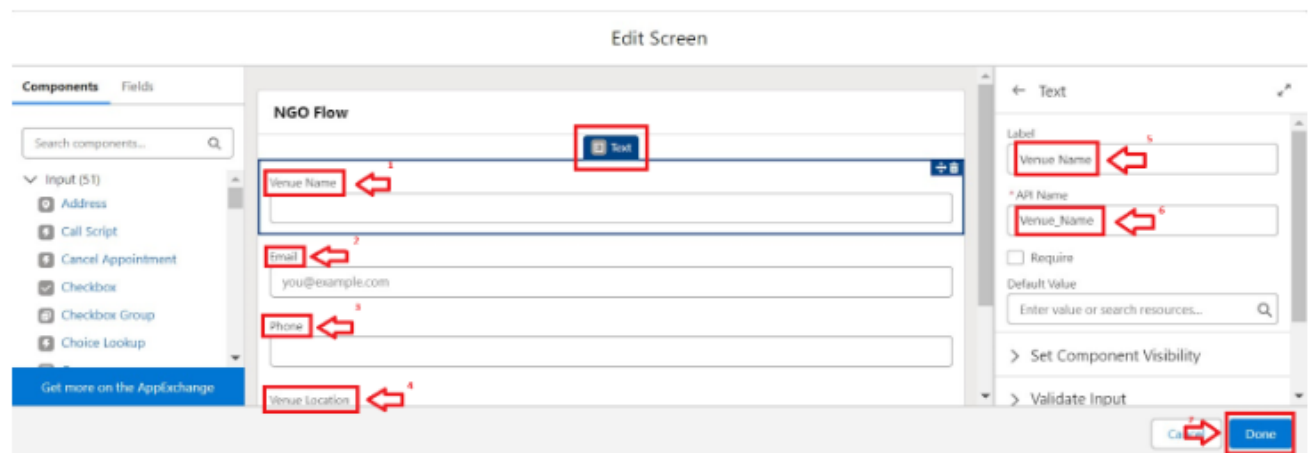 Edit Screen
Components Fields
Search components...
Input (51)
Address
Call Script
Cancel Appointment
Checkbox
Checkbox Group
Choice Lookup
Get more on the AppExchange
NGO Flow
Text
Venue Name 1
Email 2
you@example.com
Phone 3
Venue Location 4
Text
Label
Venue Name 5
*API Name
Venue_Name 6
Require
Default Value
Enter value or search resources...
Set Component Visibility
Validate Input
7
Done